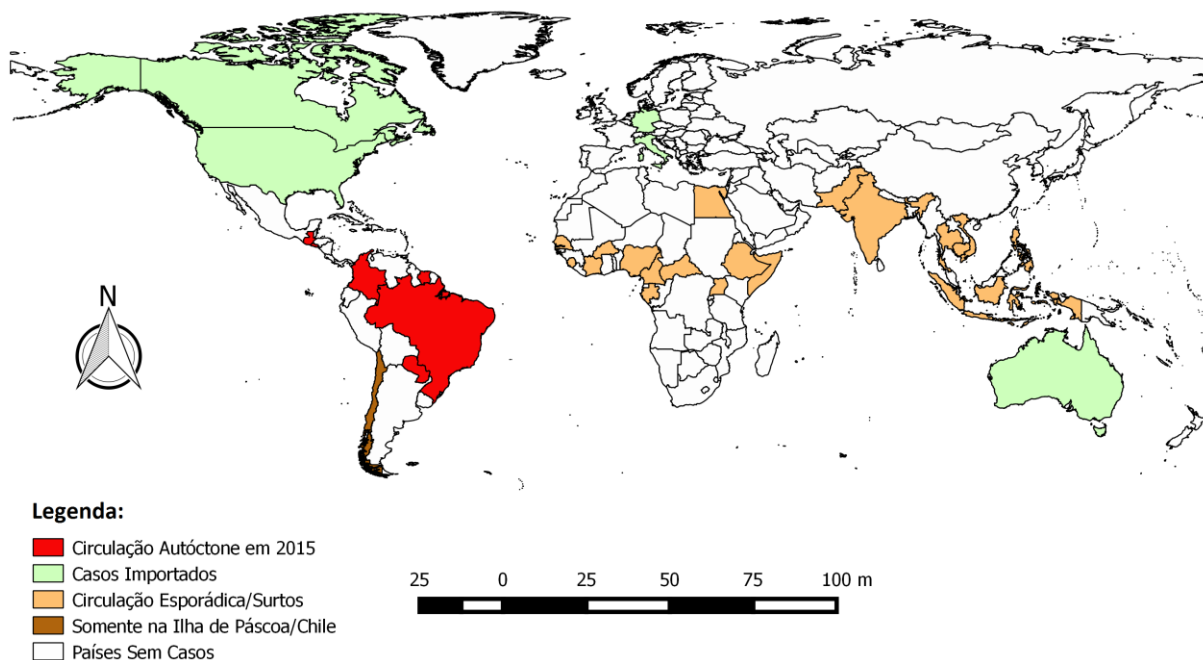 N
Legenda:
Circulação Autóctone em 2015
Casos Importados
Circulação Esporádica/Surtos
Somente na Ilha de Páscoa/Chile
Países Sem Casos
25 0 25 50 75 100 m